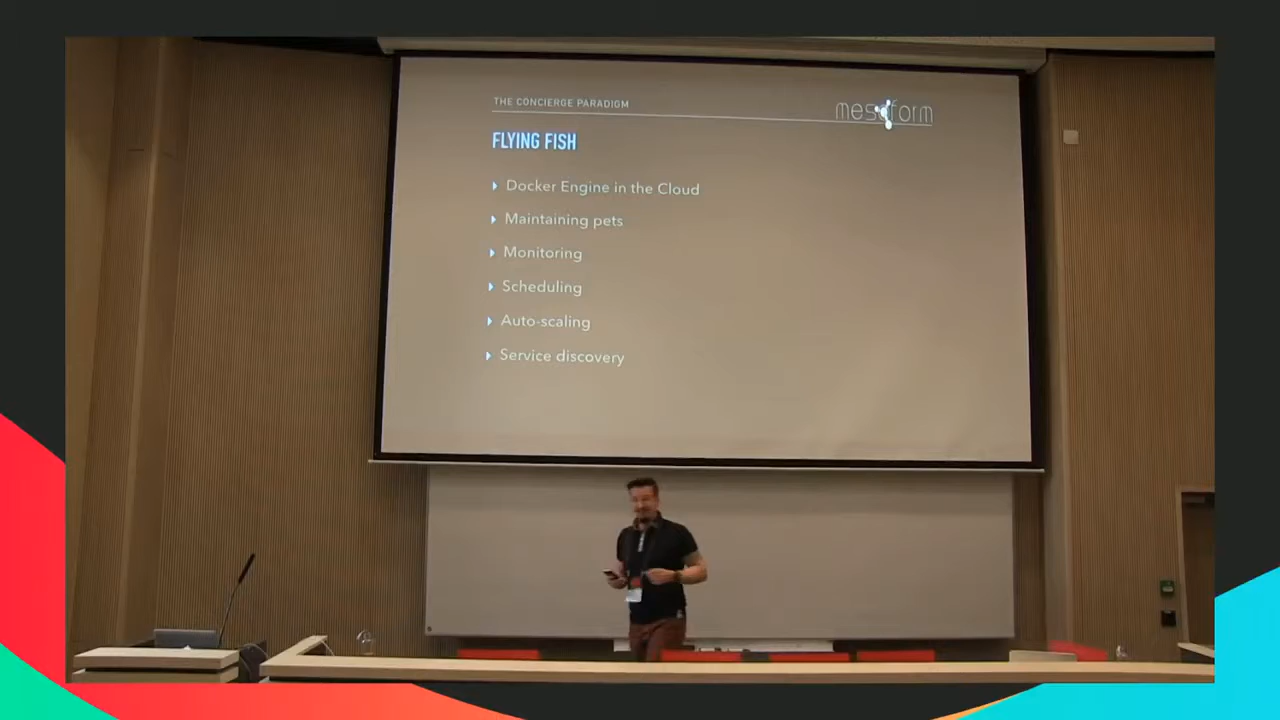 THE CONCIERGE PARADIGM
mesoform
FLYING FISH
Docker Engine in the Cloud
Maintaining pets
Monitoring
Scheduling
Auto-scaling
Service discovery